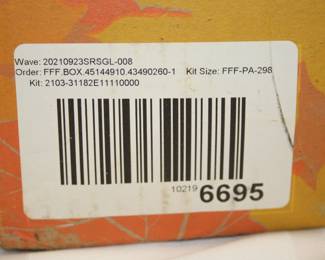 Wave: 20210923SRSGL-008
Order: FFF.BOX.45144910.43490260-1 Kit Size: FFF-PA-298
Kit: 2103-31182E11110000
10219 6695